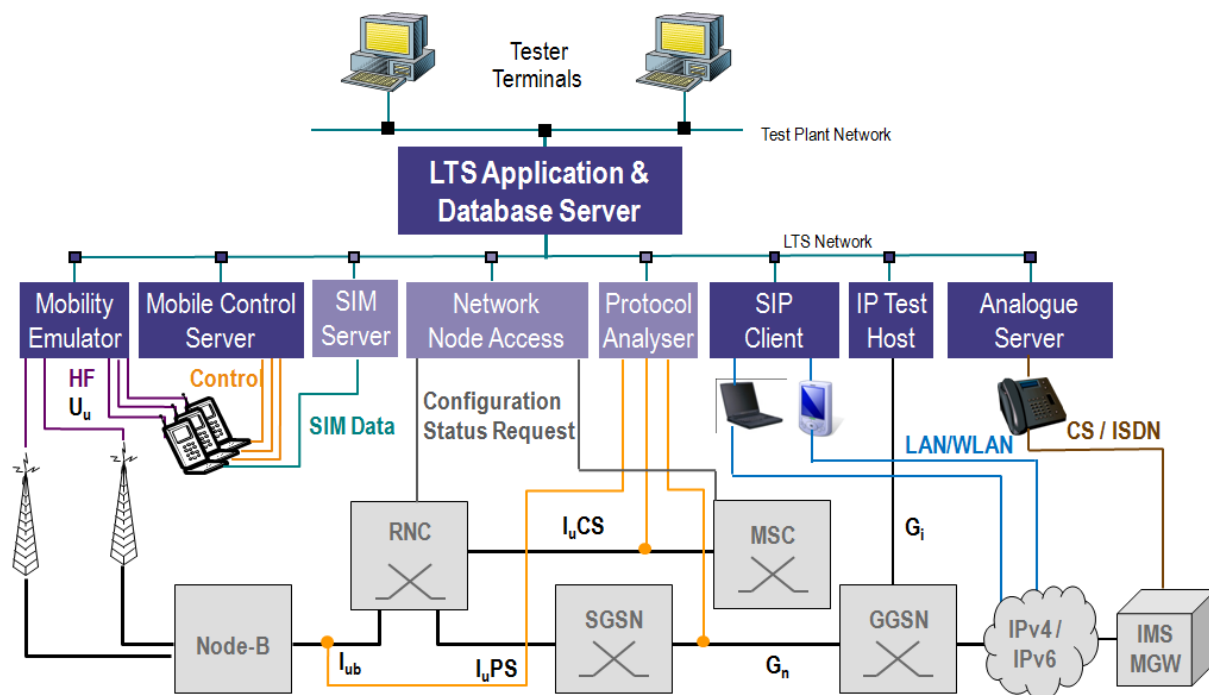 Tester
Terminals
Test Plant Network
LTS Application &
Database Server
LTS Network
Mobility
Emulator
Mobile Control
Server
SIM
Server
Network
Node Access
Protocol
Analyser
SIP
Client
IP Test
Host
Analogue
Server
HF
Uu
Control
SIM Data
Configuration
Status Request
LAN/WLAN
CS / ISDN
RNC
IuCS
MSC
Gi
Node-B
Iub
IuPS
SGSN
Gn
GGSN
IPv4 /
IPv6
IMS
MGW